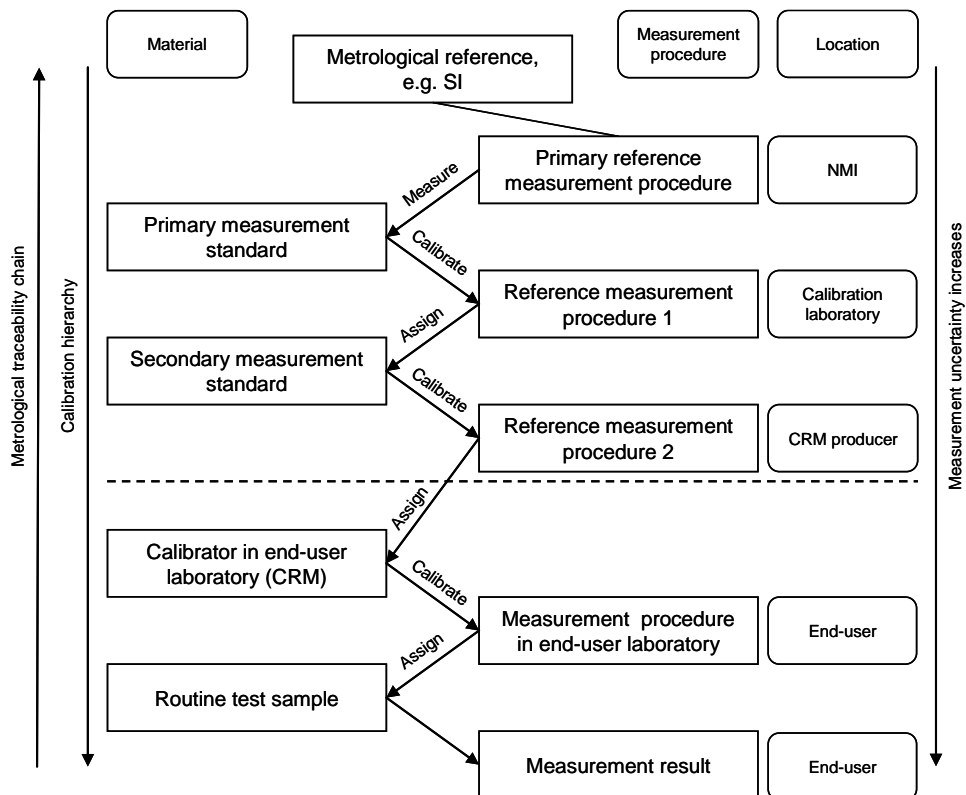 Material
Metrological reference,
e.g. SI
Measurement
procedure
Location
Primary reference
measurement procedure
NMI
Measure
Primary measurement
standard
Calibrate
Reference measurement
procedure 1
Calibration
laboratory
Assign
Secondary measurement
standard
Calibrate
Reference measurement
procedure 2
CRM producer
Assign
Calibrator in end-user
laboratory (CRM)
Calibrate
Measurement procedure
in end-user laboratory
End-user
Assign
Routine test sample
Measurement result
End-user
Metrological traceability chain
Calibration hierarchy
Measurement uncertainty increases